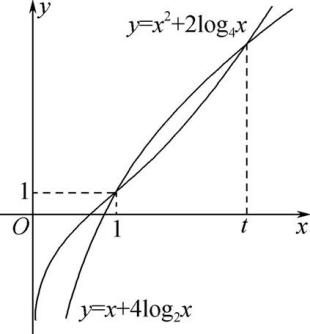 y
y=x²+2log₄x
1
O
1
t
x
y=x+4log₂x